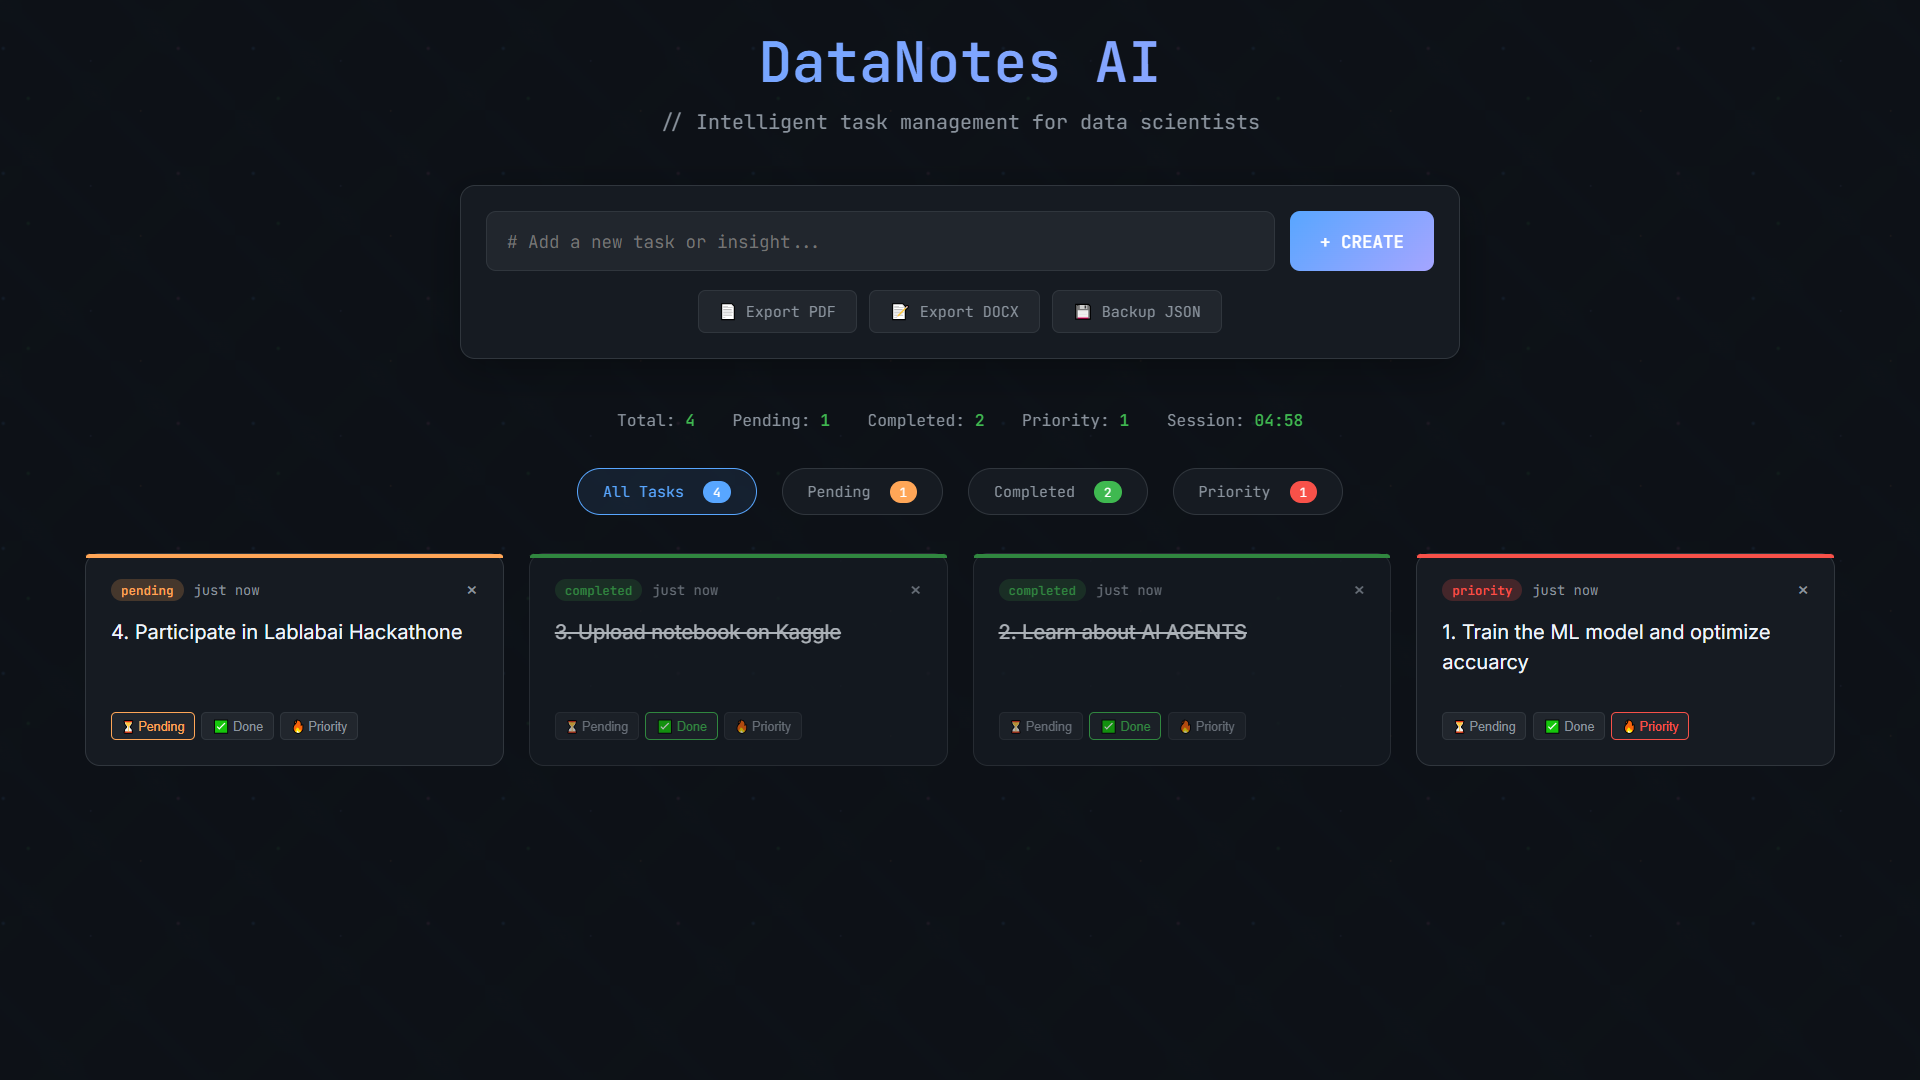 DataNotes AI
// Intelligent task management for data scientists
# Add a new task or insight...
+ CREATE
📄 Export PDF
📝 Export DOCX
💾 Backup JSON
Total: 4 Pending: 1 Completed: 2 Priority: 1 Session: 04:58
All Tasks 4
Pending 1
Completed 2
Priority 1
pending just now ×
4. Participate in Lablabai Hackathone
⏳ Pending ✅ Done 🔥 Priority
completed just now ×
3. Upload notebook on Kaggle
⏳ Pending ✅ Done 🔥 Priority
completed just now ×
2. Learn about AI AGENTS
⏳ Pending ✅ Done 🔥 Priority
priority just now ×
1. Train the ML model and optimize
accuarcy
⏳ Pending ✅ Done 🔥 Priority